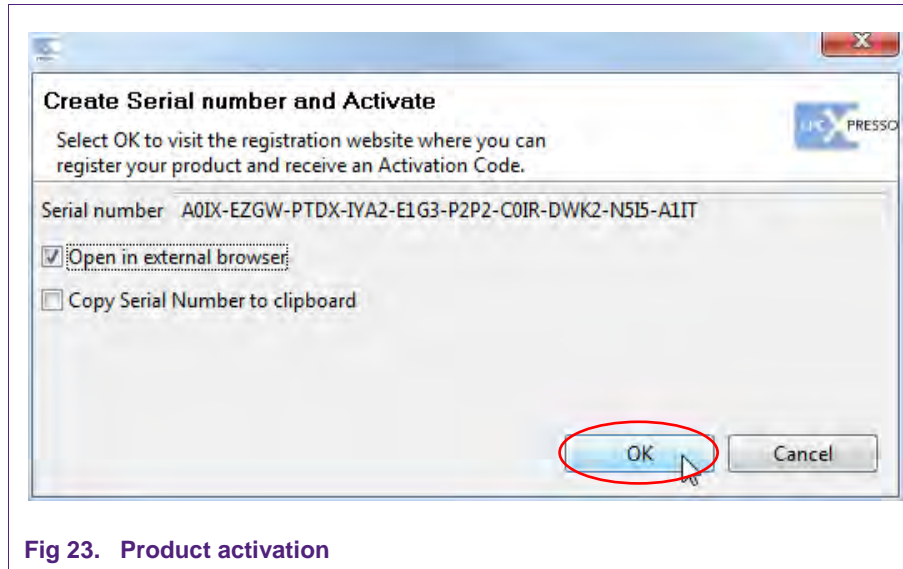 Create Serial number and Activate
Select OK to visit the registration website where you can
register your product and receive an Activation Code.
LPC XPRESSO
Serial number A0IX-EZGW-PTDX-IYA2-E1G3-P2P2-C0IR-DWK2-N5I5-A1IT
Open in external browser
Copy Serial Number to clipboard
OK Cancel
Fig 23. Product activation